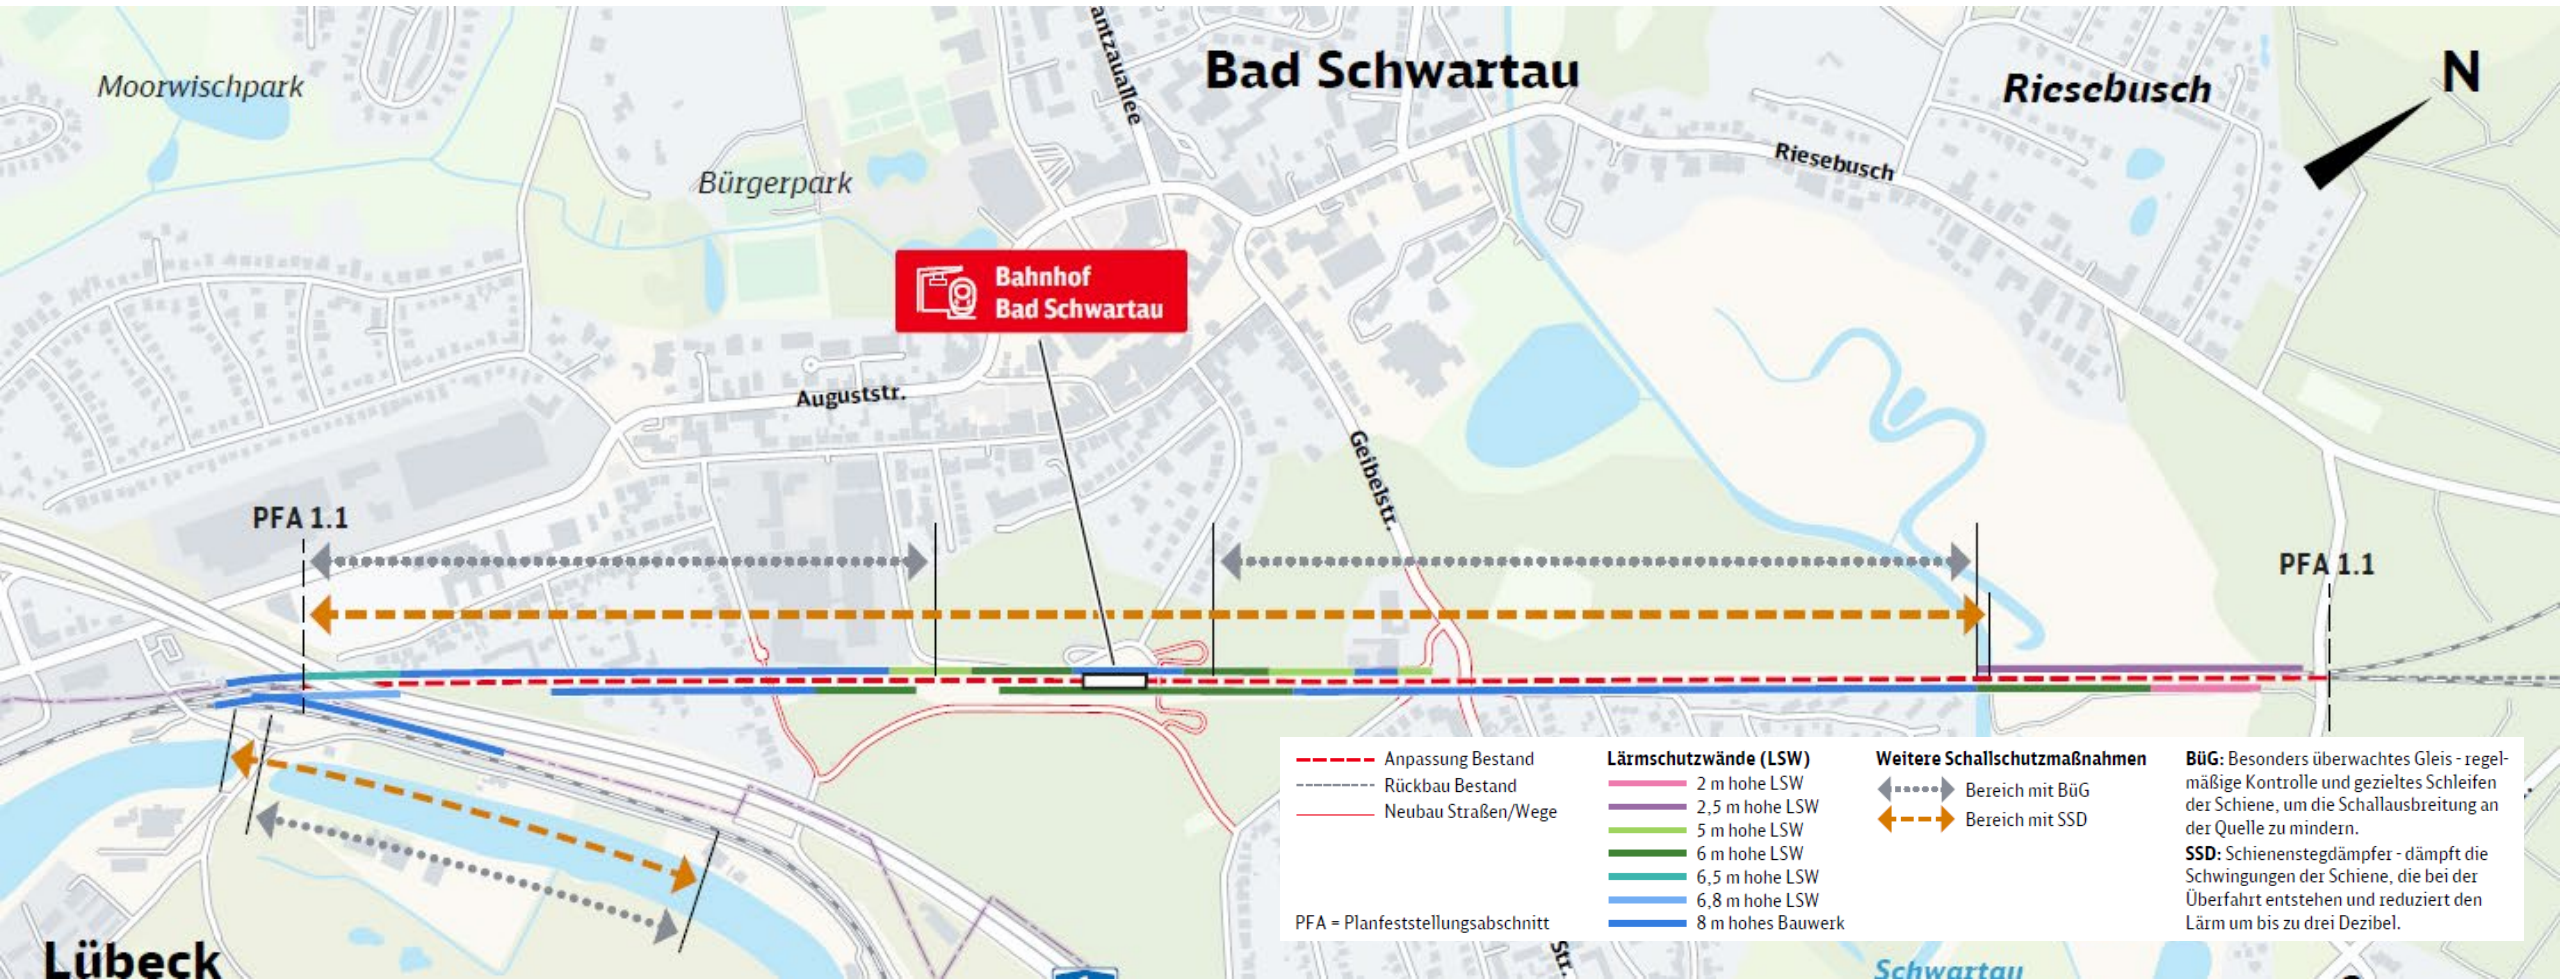 Moorwischpark
antzauallee
Bad Schwartau
Riesebusch
N
Bürgerpark
Riesebusch
Bahnhof
Bad Schwartau
Auguststr.
Geibelstr.
PFA 1.1
PFA 1.1
Anpassung Bestand
Rückbau Bestand
Neubau Straßen/Wege
PFA = Planfeststellungsabschnitt
Lärmschutzwände (LSW)
2 m hohe LSW
2,5 m hohe LSW
5 m hohe LSW
6 m hohe LSW
6,5 m hohe LSW
6,8 m hohe LSW
8 m hohes Bauwerk
Weitere Schallschutzmaßnahmen
Bereich mit BüG
Bereich mit SSD
BüG: Besonders überwachtes Gleis - regel-
mäßige Kontrolle und gezieltes Schleifen
der Schiene, um die Schallausbreitung an
der Quelle zu mindern.
SSD: Schienenstegdämpfer - dämpft die
Schwingungen der Schiene, die bei der
Überfahrt entstehen und reduziert den
Lärm um bis zu drei Dezibel.
Lübeck
str.
Schwartau